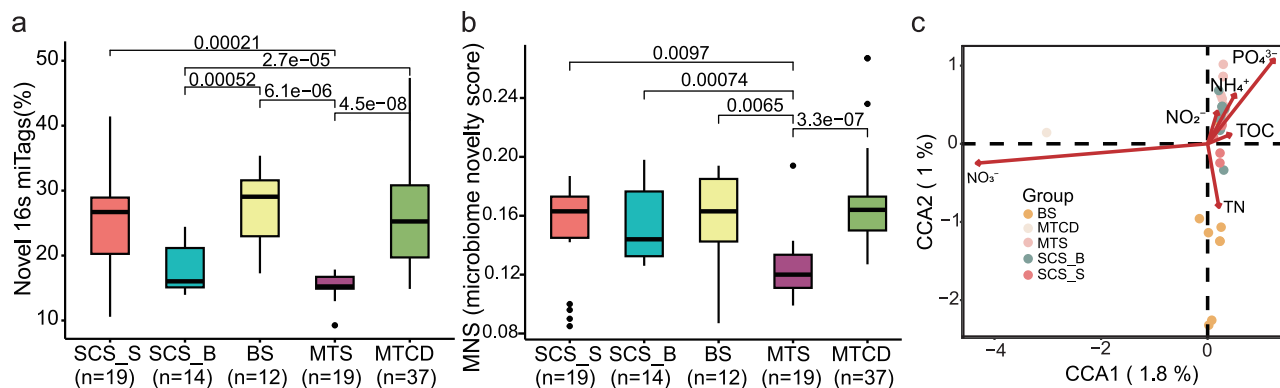 a
Novel 16s miTags(%)
50
40
30
20
10
0.00021
2.7e-05
0.00052
6.1e-06
4.5e-08
SCS_S
(n=19)
SCS_B
(n=14)
BS
(n=12)
MTS
(n=19)
MTCD
(n=37)
b
MNS (microbiome novelty score)
0.24
0.20
0.16
0.12
0.08
0.0097
0.00074
0.0065
3.3e-07
SCS_S
(n=19)
SCS_B
(n=14)
BS
(n=12)
MTS
(n=19)
MTCD
(n=37)
c
CCA2 ( 1 %)
1
0
−1
−2
PO₄³⁻
NH₄⁺
NO₂⁻
TOC
NO₃⁻
TN
Group
BS
MTCD
MTS
SCS_B
SCS_S
−4
−2
0
CCA1 ( 1.8 %)